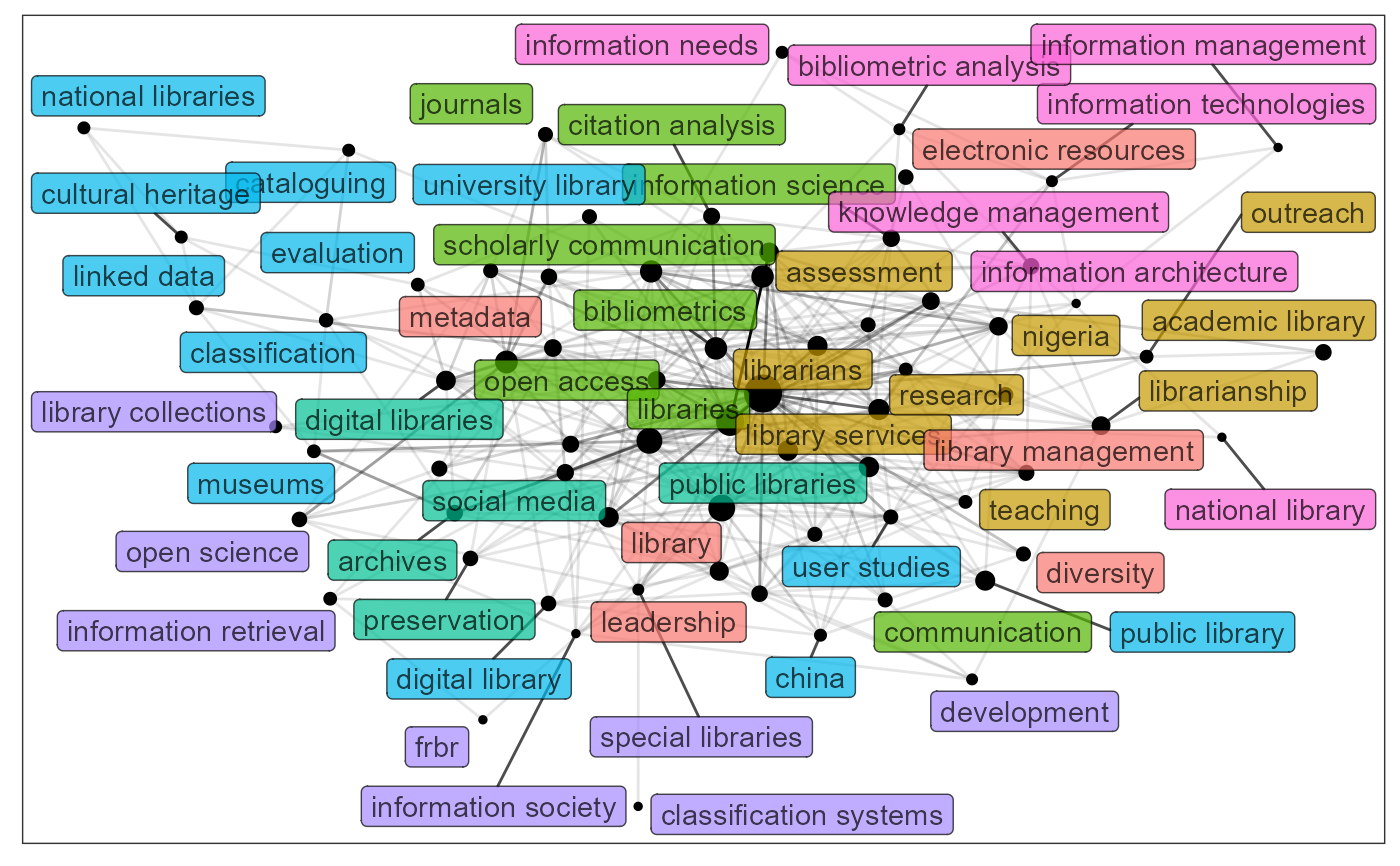 information needs
information management
bibliometric analysis
national libraries
journals
information technologies
citation analysis
electronic resources
cultural heritage
cataloguing
university library
information science
knowledge management
outreach
evaluation
scholarly communication
linked data
assessment
information architecture
metadata
bibliometrics
nigeria
academic library
classification
librarians
open access
research
librarianship
library collections
digital libraries
libraries
library services
library management
museums
social media
public libraries
teaching
national library
open science
archives
library
user studies
diversity
information retrieval
preservation
leadership
communication
public library
digital library
china
development
frbr
special libraries
information society
classification systems